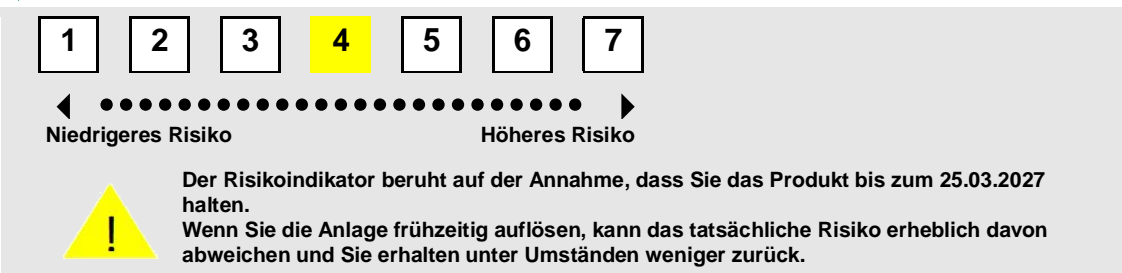 1 2 3 4 5 6 7
Niedrigeres Risiko Höheres Risiko
Der Risikoindikator beruht auf der Annahme, dass Sie das Produkt bis zum 25.03.2027
halten.
! Wenn Sie die Anlage frühzeitig auflösen, kann das tatsächliche Risiko erheblich davon
abweichen und Sie erhalten unter Umständen weniger zurück.